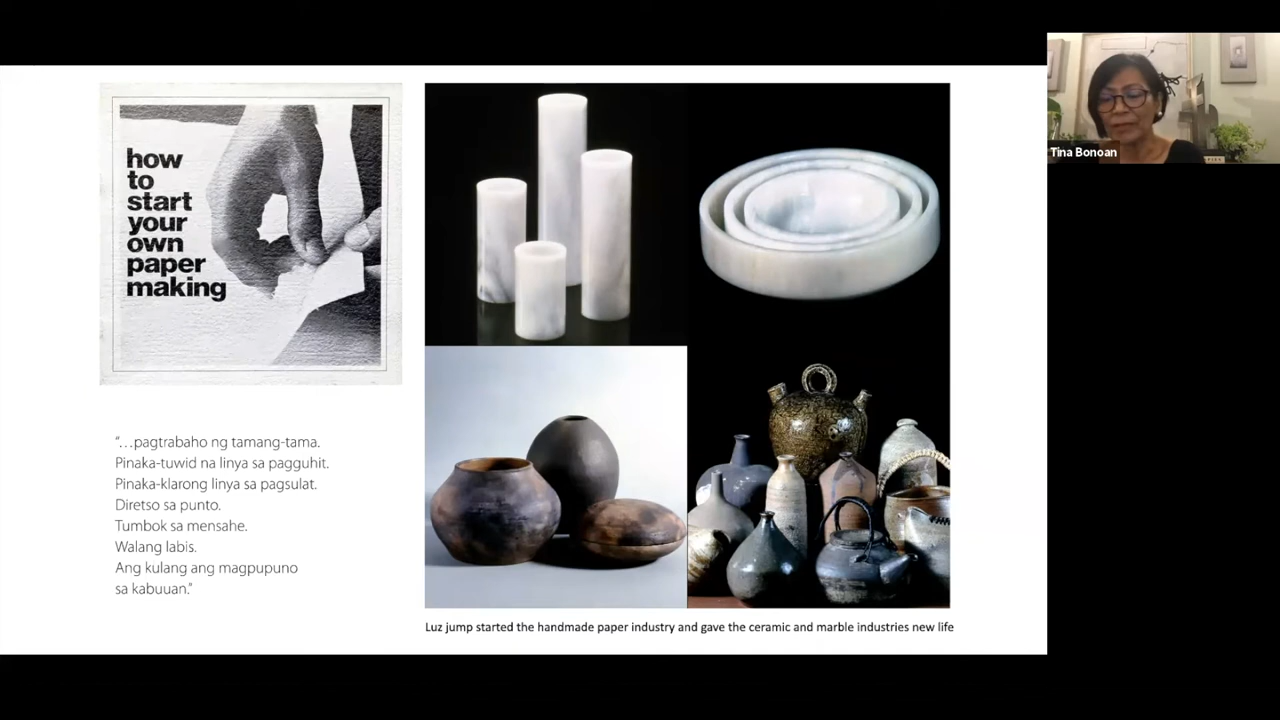 how
to
start
your
own
paper
making
"…pagtrabaho ng tamang-tama.
Pinaka-tuwid na linya sa pagguhit.
Pinaka-klarong linya sa pagsulat.
Diretso sa punto.
Tumbok sa mensahe.
Walang labis.
Ang kulang ang magpupuno
sa kabuuan."
Luz jump started the handmade paper industry and gave the ceramic and marble industries new life
Tina Bonoan